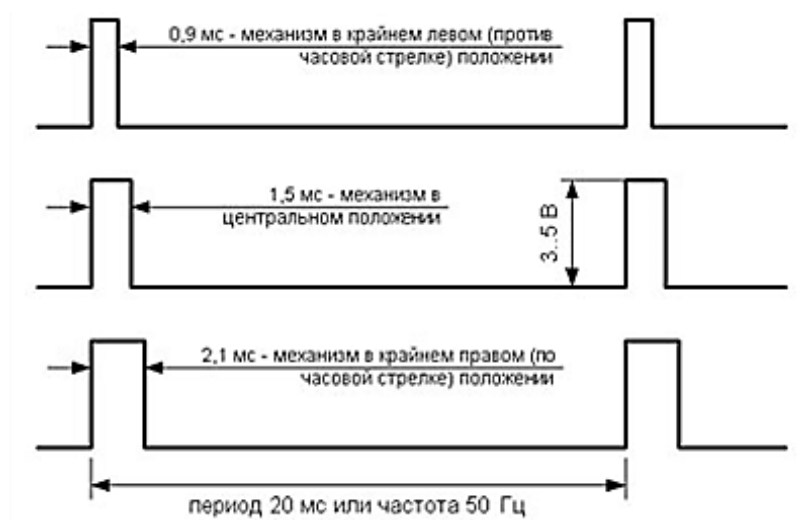 0,9 мс - механизм в крайнем левом (против
часовой стрелке) положении
1,5 мс - механизм в
центральном положении
3..5 В
2,1 мс - механизм в крайнем правом (по
часовой стрелке) положении
период 20 мс или частота 50 Гц